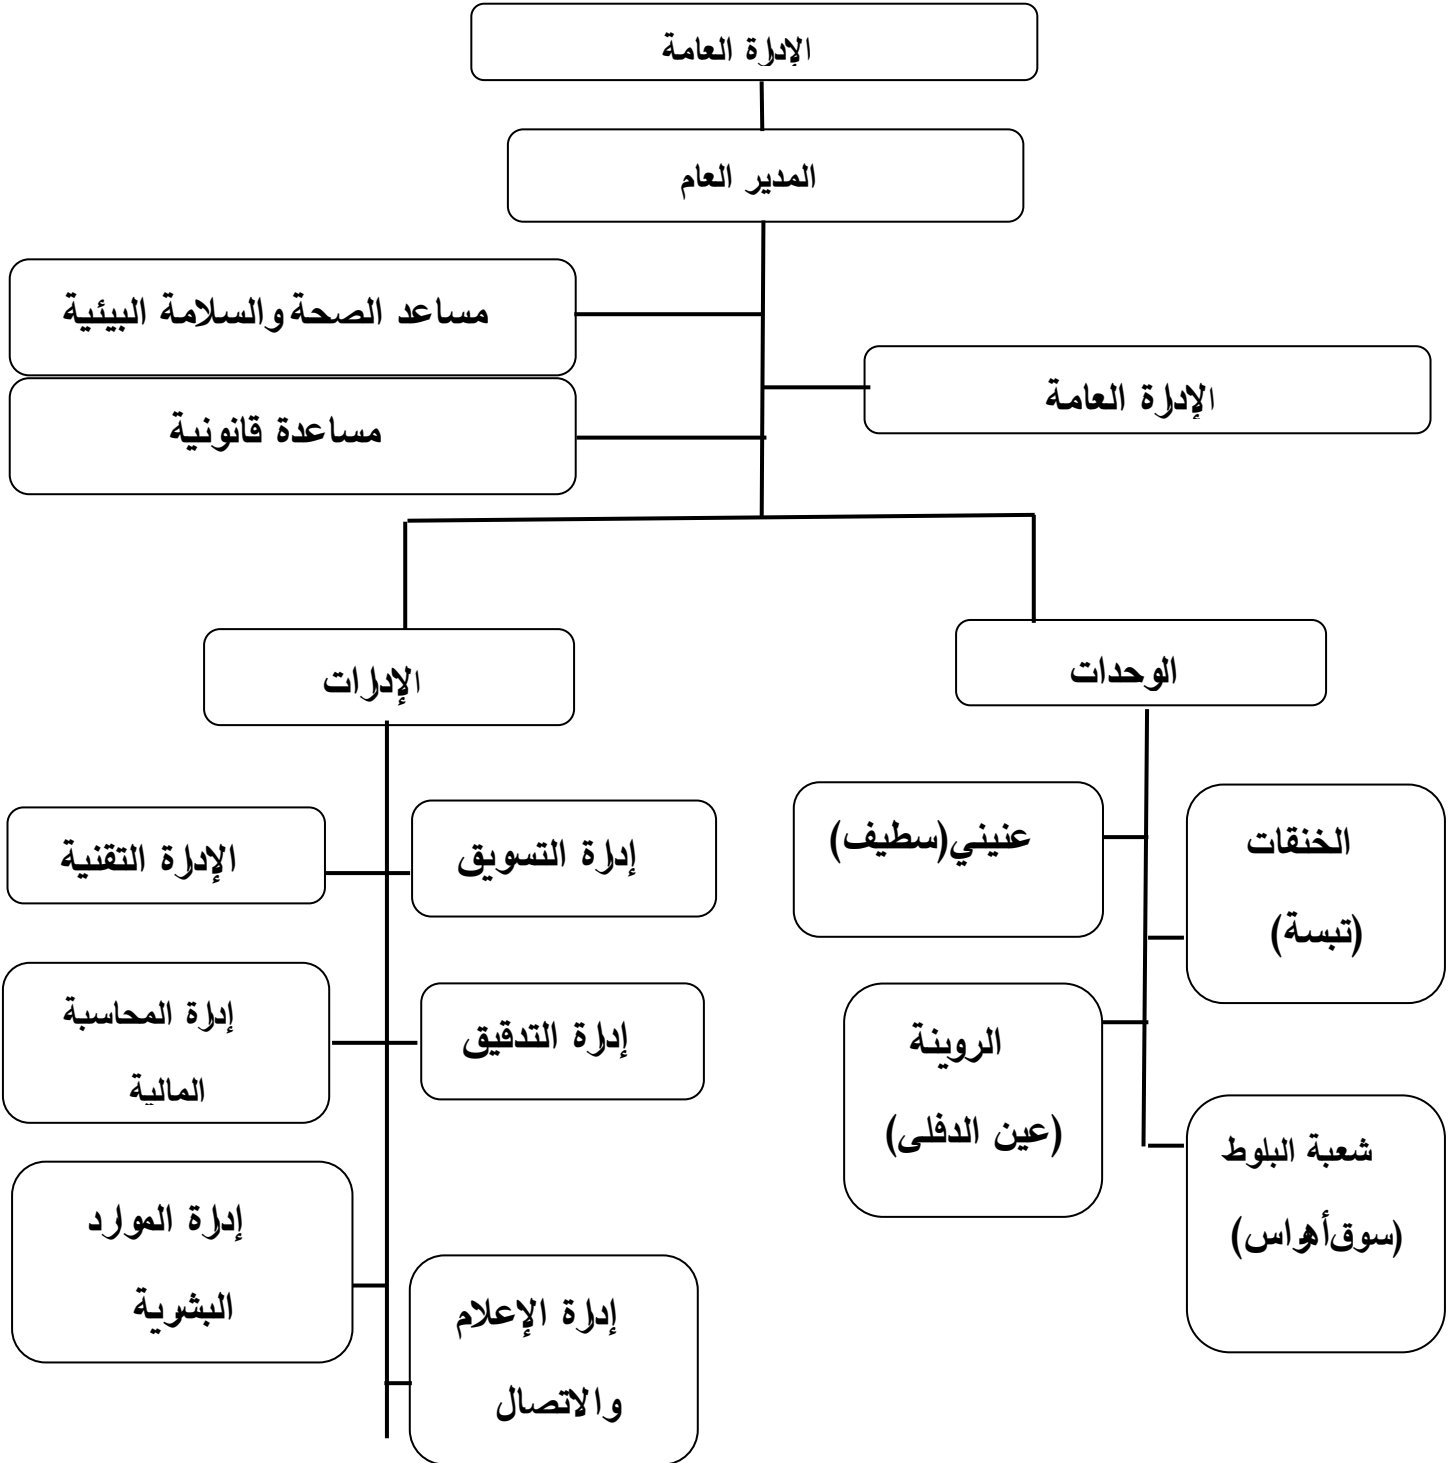 الإدارة العامة
المدير العام
مساعد الصحة والسلامة البيئية
الإدارة العامة
مساعدة قانونية
الوحدات
الإدارات
الخنقات
(تبسة)
عنيني(سطيف)
الروينة
(عين الدفلى)
شعبة البلوط
(سوق أهراس)
إدارة التسويق
الإدارة التقنية
إدارة التدقيق
إدارة المحاسبة
المالية
إدارة الموارد
البشرية
إدارة الإعلام
والاتصال